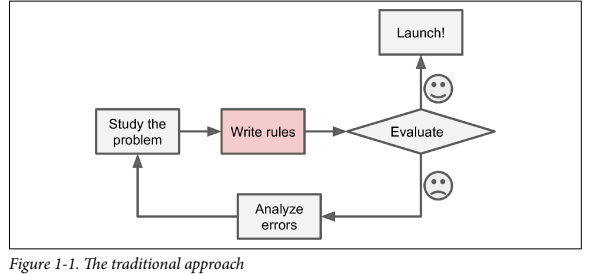 Launch!
Study the
problem
Write rules
Evaluate
Analyze
errors
Figure 1-1. The traditional approach